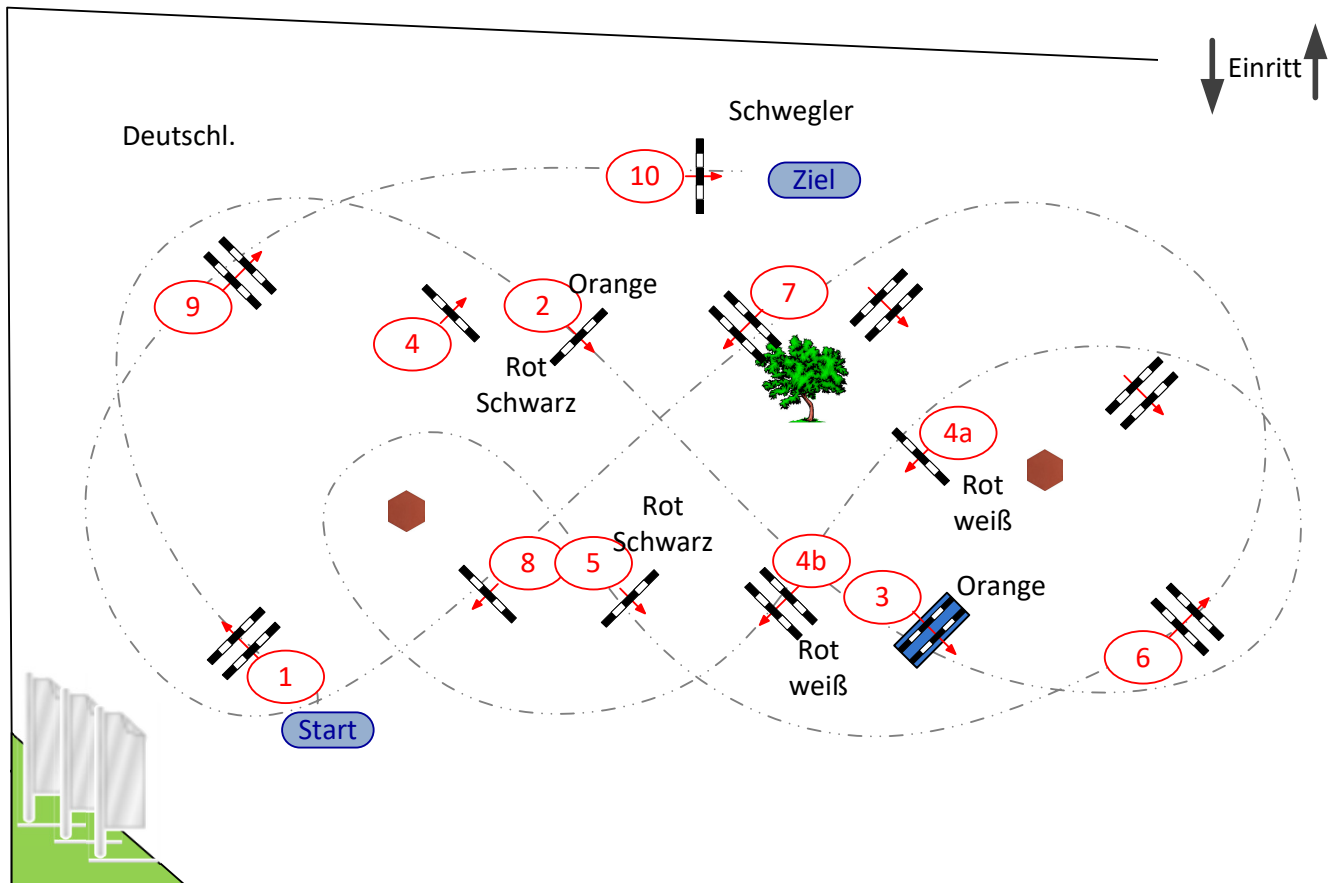 Einritt
Schwegler
Deutschl.
10
Ziel
9
4
2
Orange
7
Rot
Schwarz
4a
Rot
weiß
Rot
Schwarz
8
5
4b
3
Orange
Rot
weiß
6
1
Start